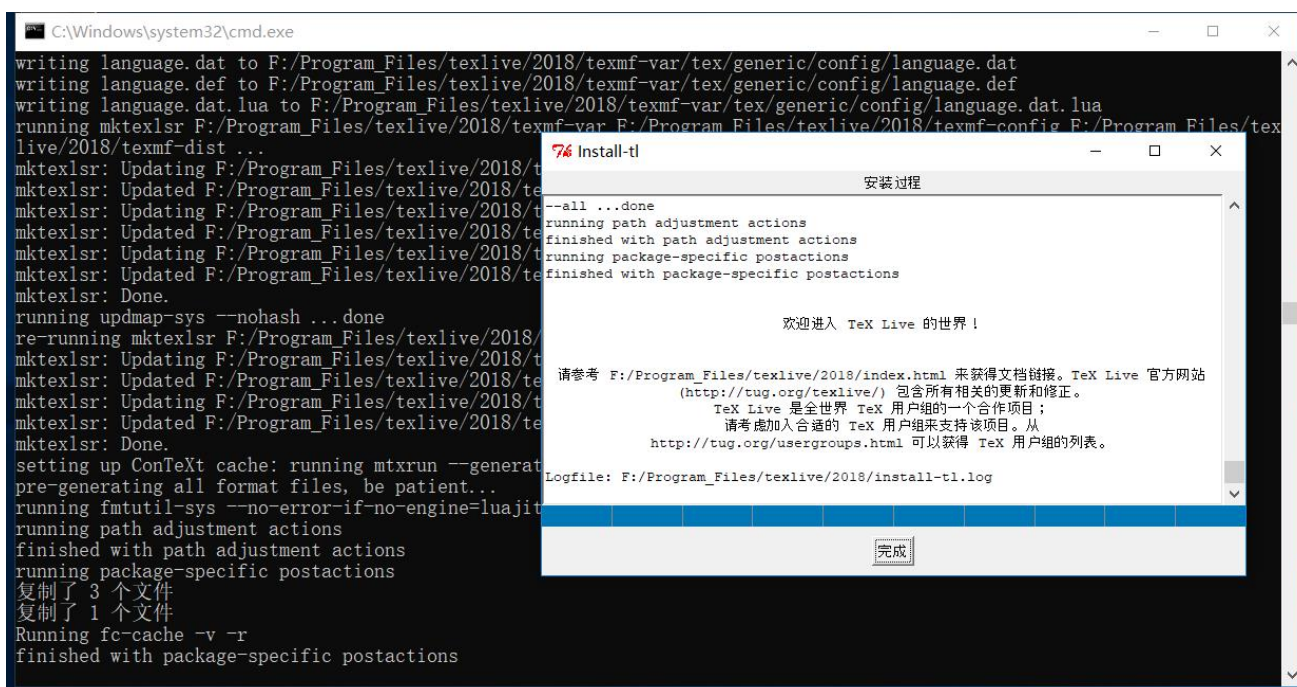 C:\Windows\system32\cmd.exe
writing language.dat to F:/Program_Files/texlive/2018/texmf-var/tex/generic/config/language.dat
writing language.def to F:/Program_Files/texlive/2018/texmf-var/tex/generic/config/language.def
writing language.dat.lua to F:/Program_Files/texlive/2018/texmf-var/tex/generic/config/language.dat.lua
running mktexlsr F:/Program_Files/texlive/2018/texmf-var F:/Program_Files/texlive/2018/texmf-config F:/Program_Files/tex
live/2018/texmf-dist ...
mktexlsr: Updating F:/Program_Files/texlive/2018/t
mktexlsr: Updated F:/Program_Files/texlive/2018/te
mktexlsr: Updating F:/Program_Files/texlive/2018/t
mktexlsr: Updated F:/Program_Files/texlive/2018/te
mktexlsr: Updating F:/Program_Files/texlive/2018/t
mktexlsr: Updated F:/Program_Files/texlive/2018/te
mktexlsr: Done.
running updmap-sys --nohash ...done
re-running mktexlsr F:/Program_Files/texlive/2018/
mktexlsr: Updating F:/Program_Files/texlive/2018/t
mktexlsr: Updated F:/Program_Files/texlive/2018/te
mktexlsr: Updating F:/Program_Files/texlive/2018/t
mktexlsr: Updated F:/Program_Files/texlive/2018/te
mktexlsr: Done.
setting up ConTeXt cache: running mtxrun --generat
pre-generating all format files, be patient...
running fmtutil-sys --no-error-if-no-engine=luajit
running path adjustment actions
finished with path adjustment actions
running package-specific postactions
复制了 3 个文件
复制了 1 个文件
Running fc-cache -v -r
finished with package-specific postactions
Install-tl
安装过程
--all ...done
running path adjustment actions
finished with path adjustment actions
running package-specific postactions
finished with package-specific postactions
欢迎进入 TeX Live 的世界！
请参考 F:/Program_Files/texlive/2018/index.html 来获得文档链接。TeX Live 官方网站
(http://tug.org/texlive/) 包含所有相关的更新和修正。
TeX Live 是全世界 TeX 用户组的一个合作项目；
请考虑加入合适的 TeX 用户组来支持该项目。从
http://tug.org/usergroups.html 可以获得 TeX 用户组的列表。
Logfile: F:/Program_Files/texlive/2018/install-tl.log
完成